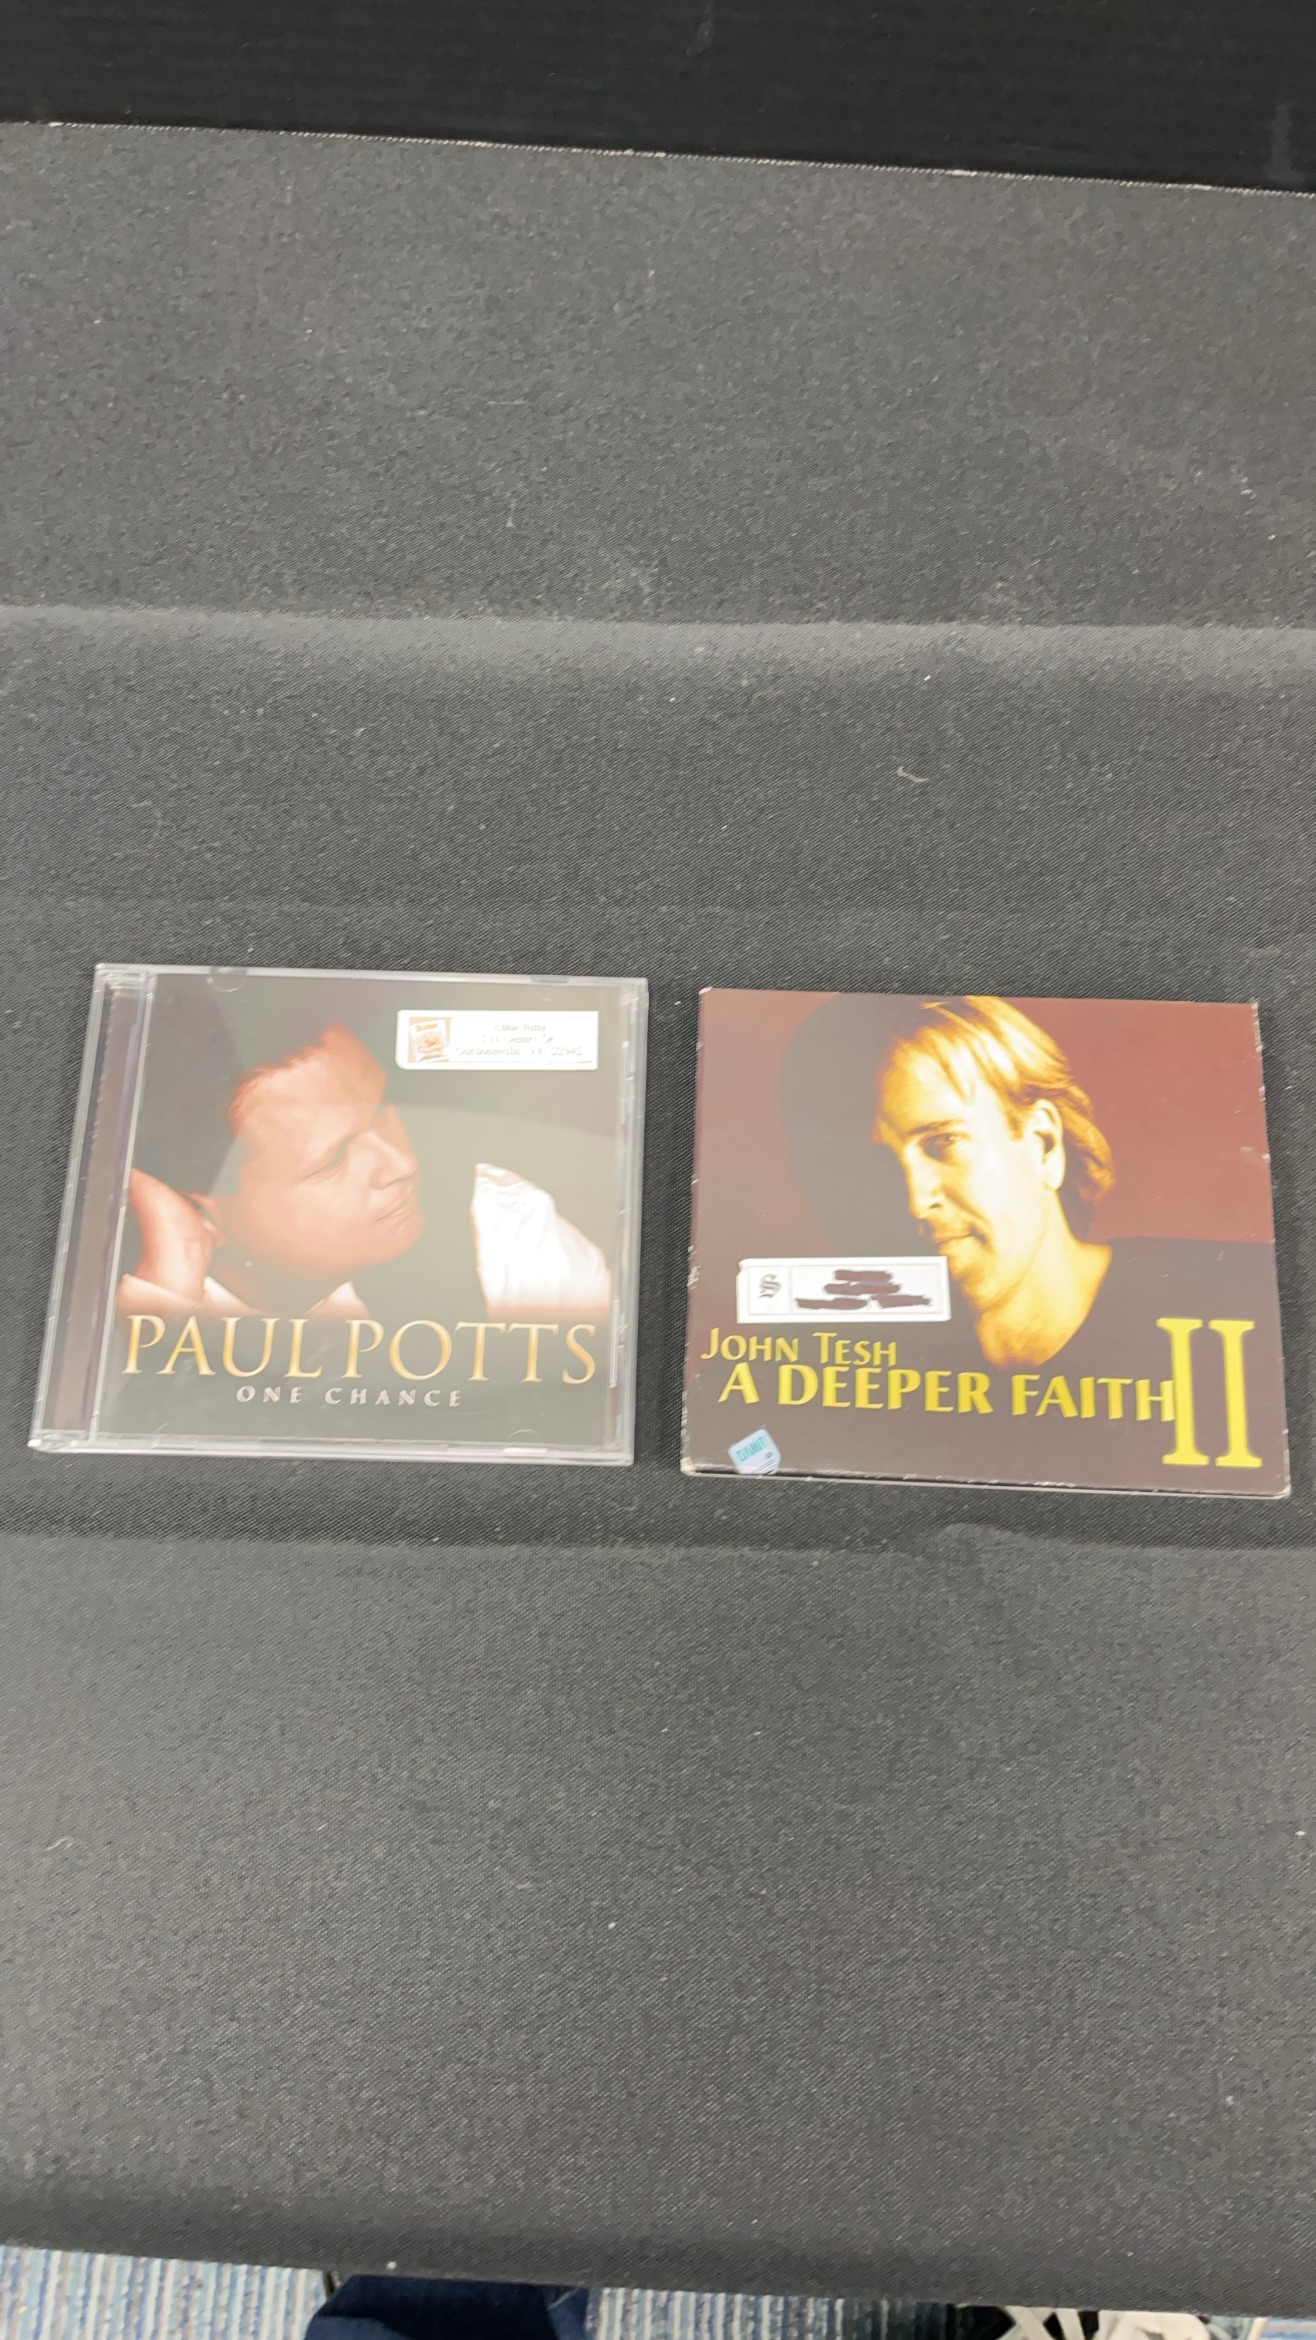 PAUL POTTS
ONE CHANCE
JOHN TESH
A DEEPER FAITH II